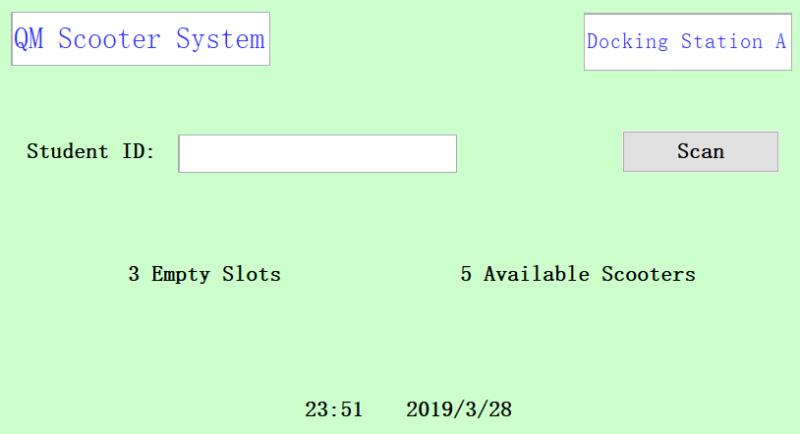 QM Scooter System
Docking Station A
Student ID:
Scan
3 Empty Slots
5 Available Scooters
23:51 2019/3/28